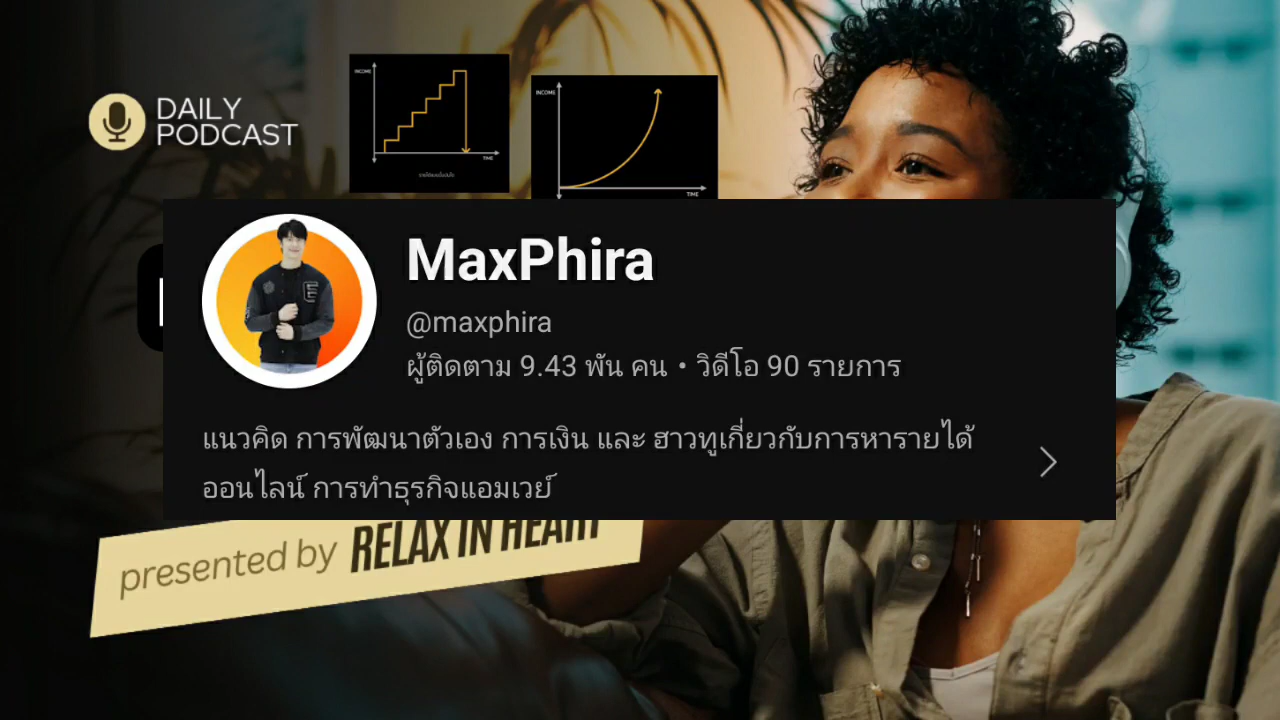 DAILY
PODCAST
INCOME
TIME
INCOME
TIME
MaxPhira
@maxphira
ผู้ติดตาม 9.43 พัน คน • วิดีโอ 90 รายการ
แนวคิด การพัฒนาตัวเอง การเงิน และ ฮาวทูเกี่ยวกับการหารายได้
ออนไลน์ การทำธุรกิจแอมเวย์
presented by RELAX IN HEART